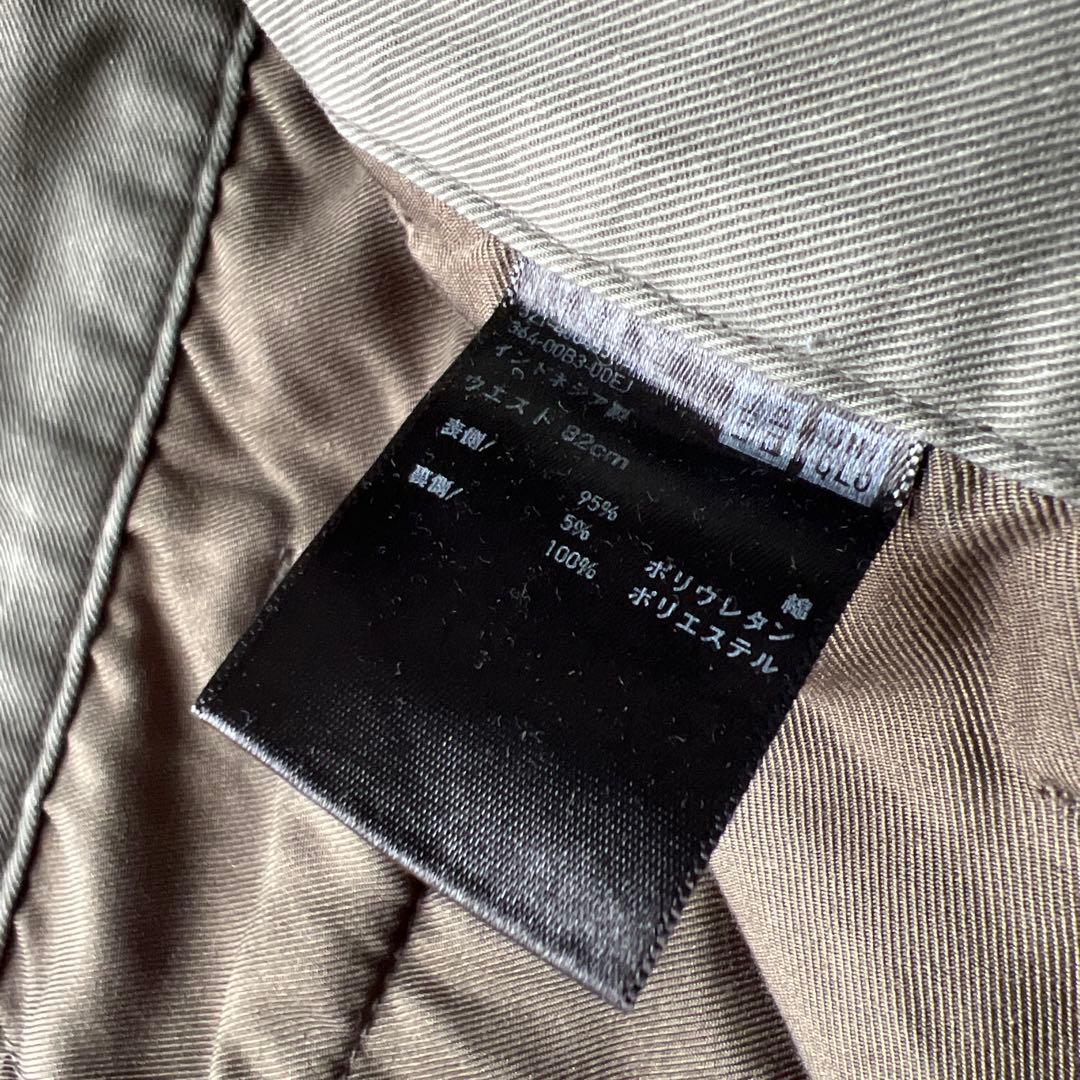 364-00B3-00EJ
インドネシア製
ウエスト 82cm
表側/ 95% 綿
5% ポリウレタン
裏側/ 100% ポリエステル